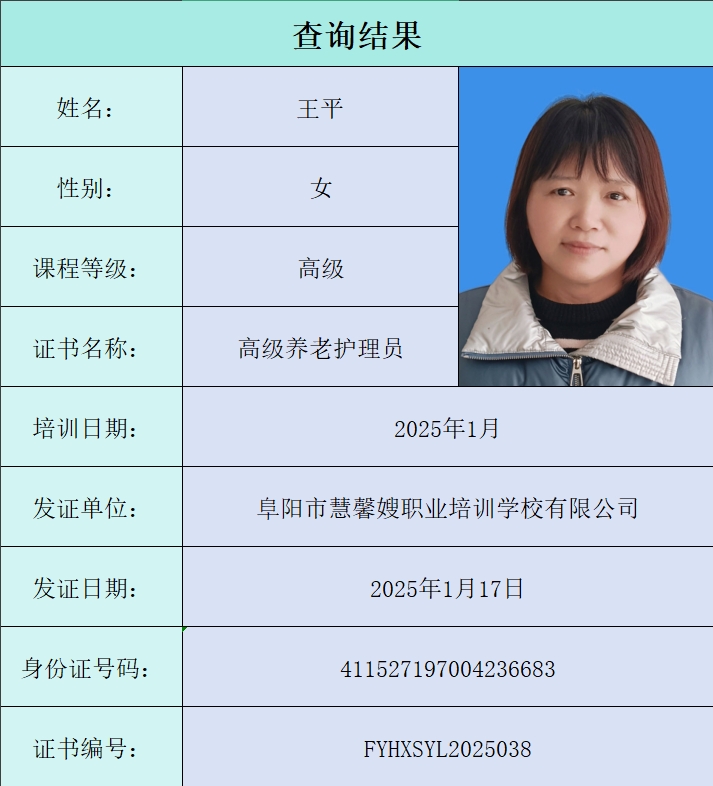 查询结果
姓名： 王平
性别： 女
课程等级： 高级
证书名称： 高级养老护理员
培训日期： 2025年1月
发证单位： 阜阳市慧馨嫂职业培训学校有限公司
发证日期： 2025年1月17日
身份证号码： 411527197004236683
证书编号： FYHXSYL2025038